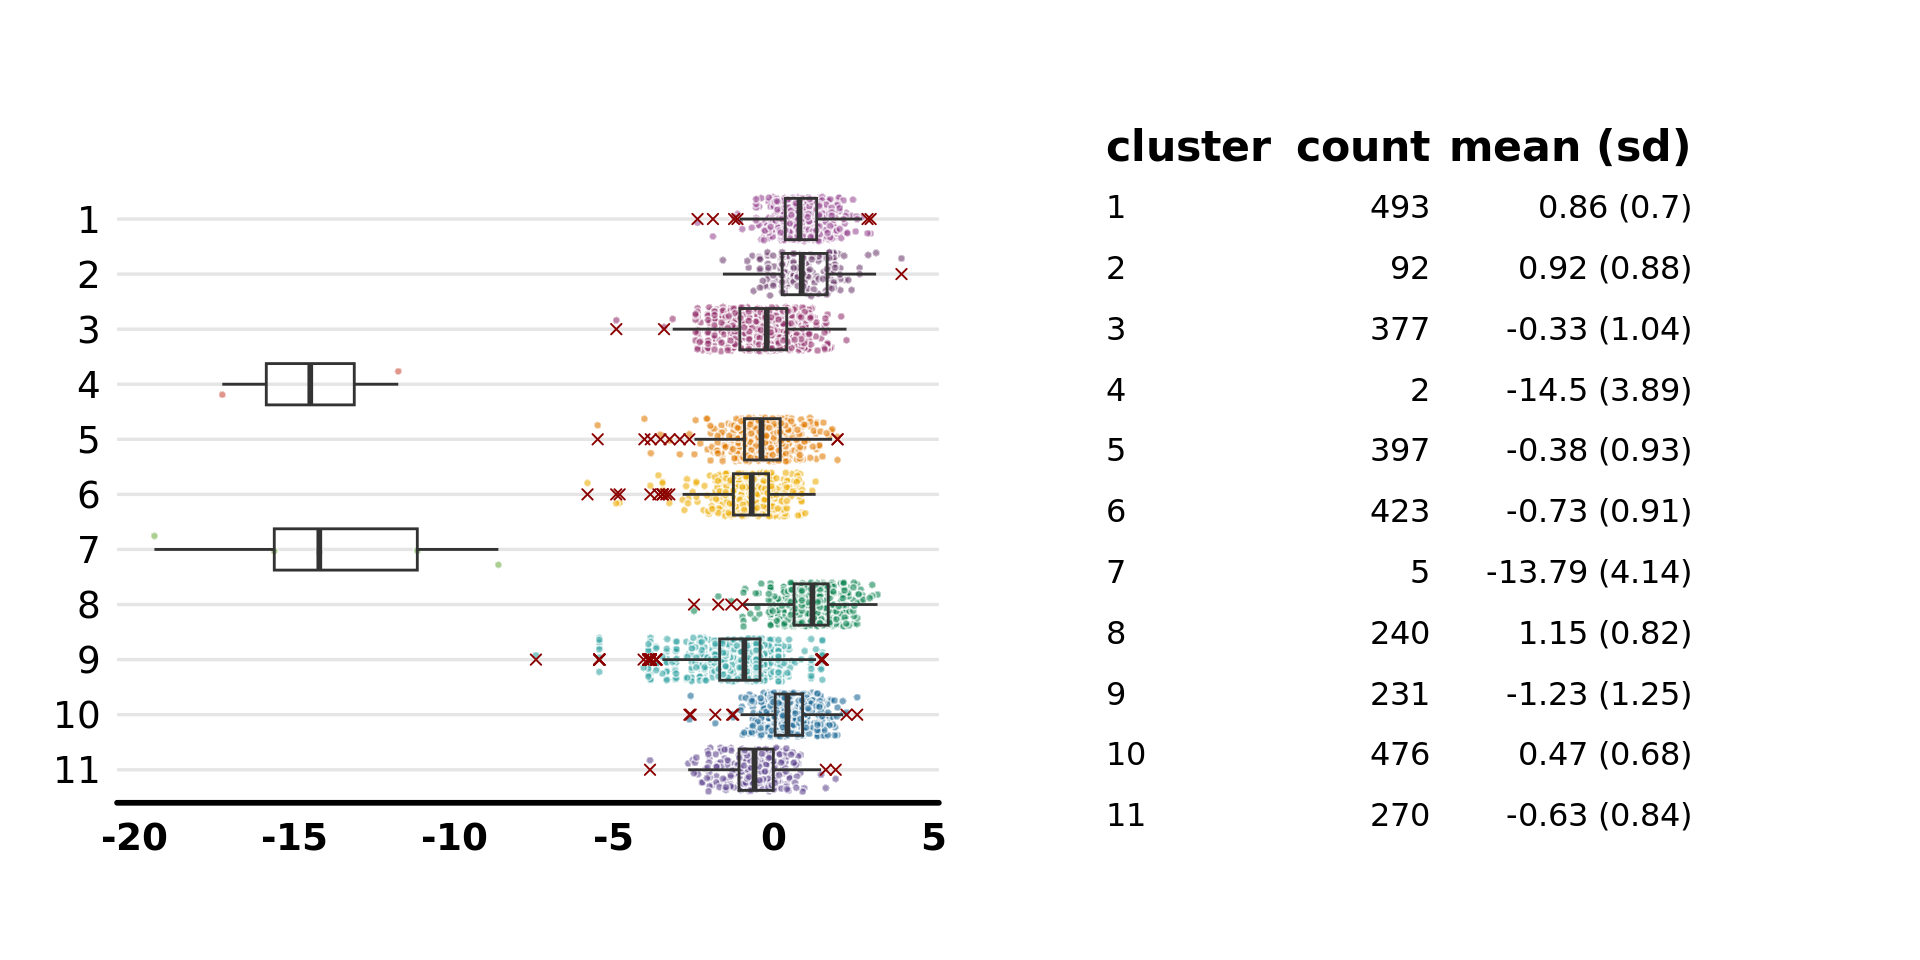 cluster count mean (sd)
1 493 0.86 (0.7)
2 92 0.92 (0.88)
3 377 -0.33 (1.04)
4 2 -14.5 (3.89)
5 397 -0.38 (0.93)
6 423 -0.73 (0.91)
7 5 -13.79 (4.14)
8 240 1.15 (0.82)
9 231 -1.23 (1.25)
10 476 0.47 (0.68)
11 270 -0.63 (0.84)
1
2
3
4
5
6
7
8
9
10
11
-20 -15 -10 -5 0 5